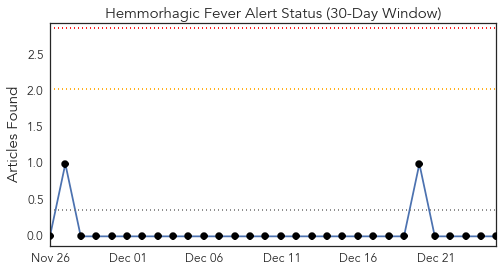 Hemmorhagic Fever Alert Status (30-Day Window)
Articles Found
2.5
2.0
1.5
1.0
0.5
0.0
Nov 26 Dec 01 Dec 06 Dec 11 Dec 16 Dec 21